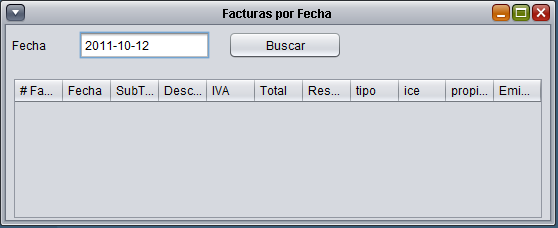 Facturas por Fecha
Fecha 2011-10-12 Buscar
# Fa... Fecha SubT... Desc... IVA Total Res... tipo ice propi... Emi...